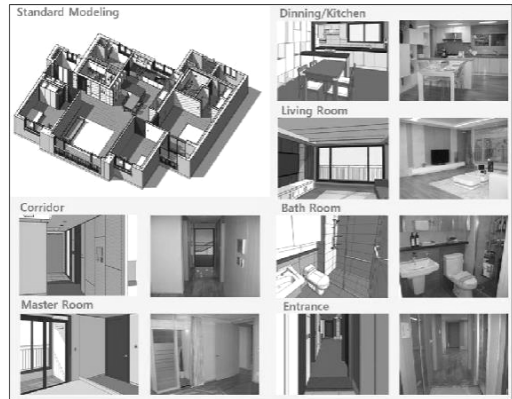 Standard Modeling
Dinning/Kitchen
Living Room
Corridor
Bath Room
Master Room
Entrance